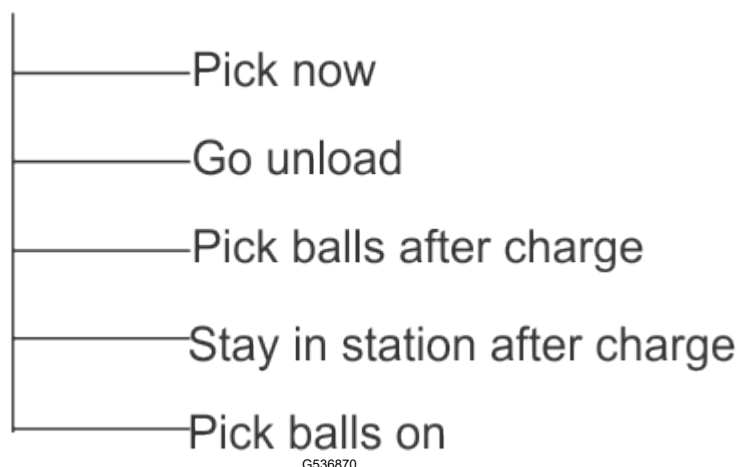 Pick now
Go unload
Pick balls after charge
Stay in station after charge
Pick balls on
G536870